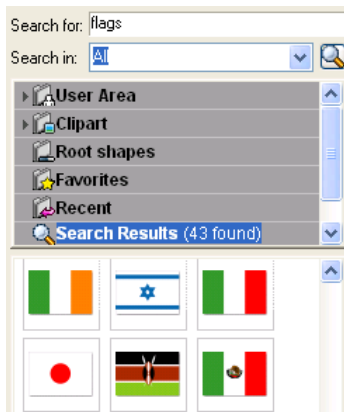 Search for: flags
Search in: All
User Area
Clipart
Root shapes
Favorites
Recent
Search Results (43 found)